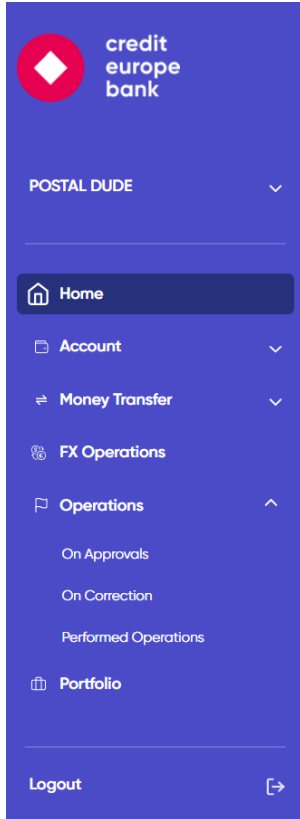 credit
europe
bank
POSTAL DUDE
Home
Account
Money Transfer
FX Operations
Operations
On Approvals
On Correction
Performed Operations
Portfolio
Logout